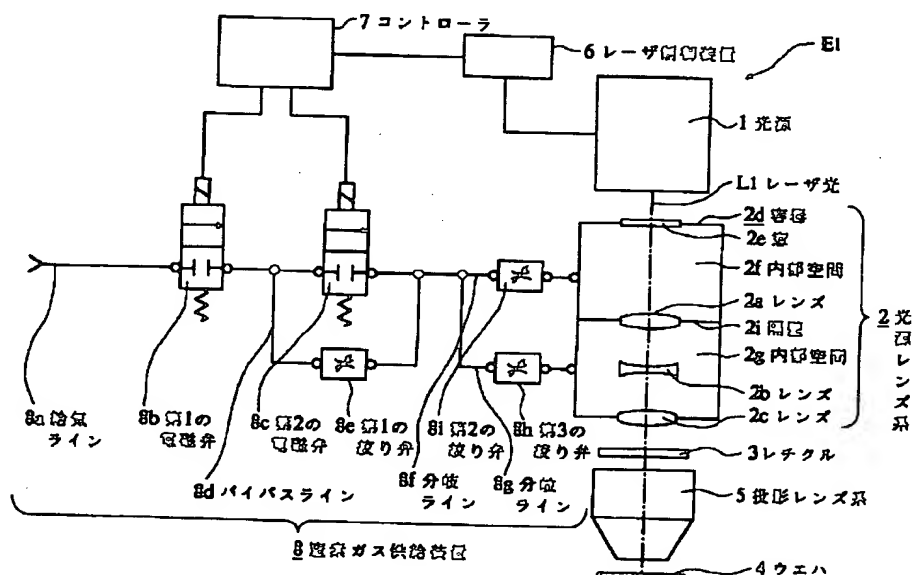 7 コントローラ
6 レーザ制御装置
E1
1 光源
L1 レーザ光
2d 容器
2e 窓
2f 内部空間
2a レンズ
2i 隔壁
2g 内部空間
2b レンズ
2c レンズ
2 光源レンズ系
8a 給気ライン
8b 第1の電磁弁
8c 第2の電磁弁
8e 第1の絞り弁
8i 第2の絞り弁
8h 第3の絞り弁
8d バイパスライン
8f 分岐ライン
8g 分岐ライン
3 レチクル
5 投影レンズ系
8 窒素ガス供給装置
4 ウエハ